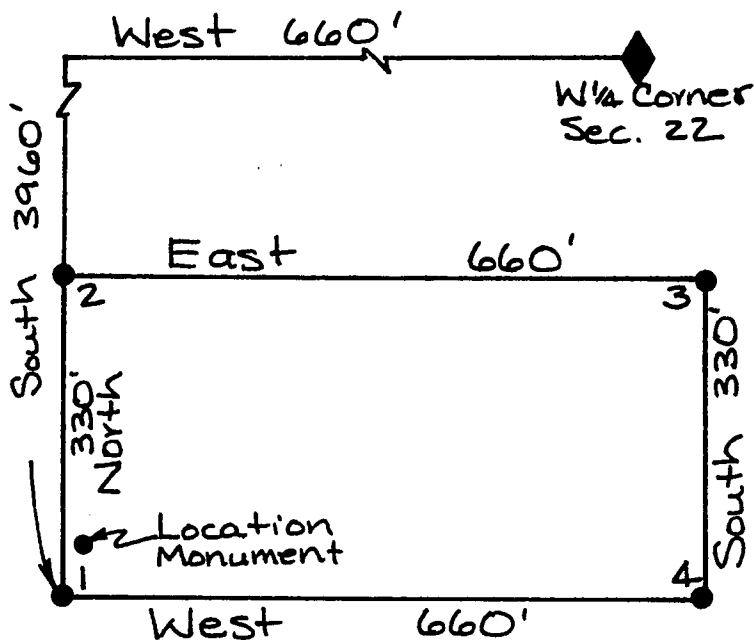 West 660'
W¼ Corner
Sec. 22
South 3960'
East 660'
2
3
330'
North
South 330'
Location
Monument
1
4
West 660'